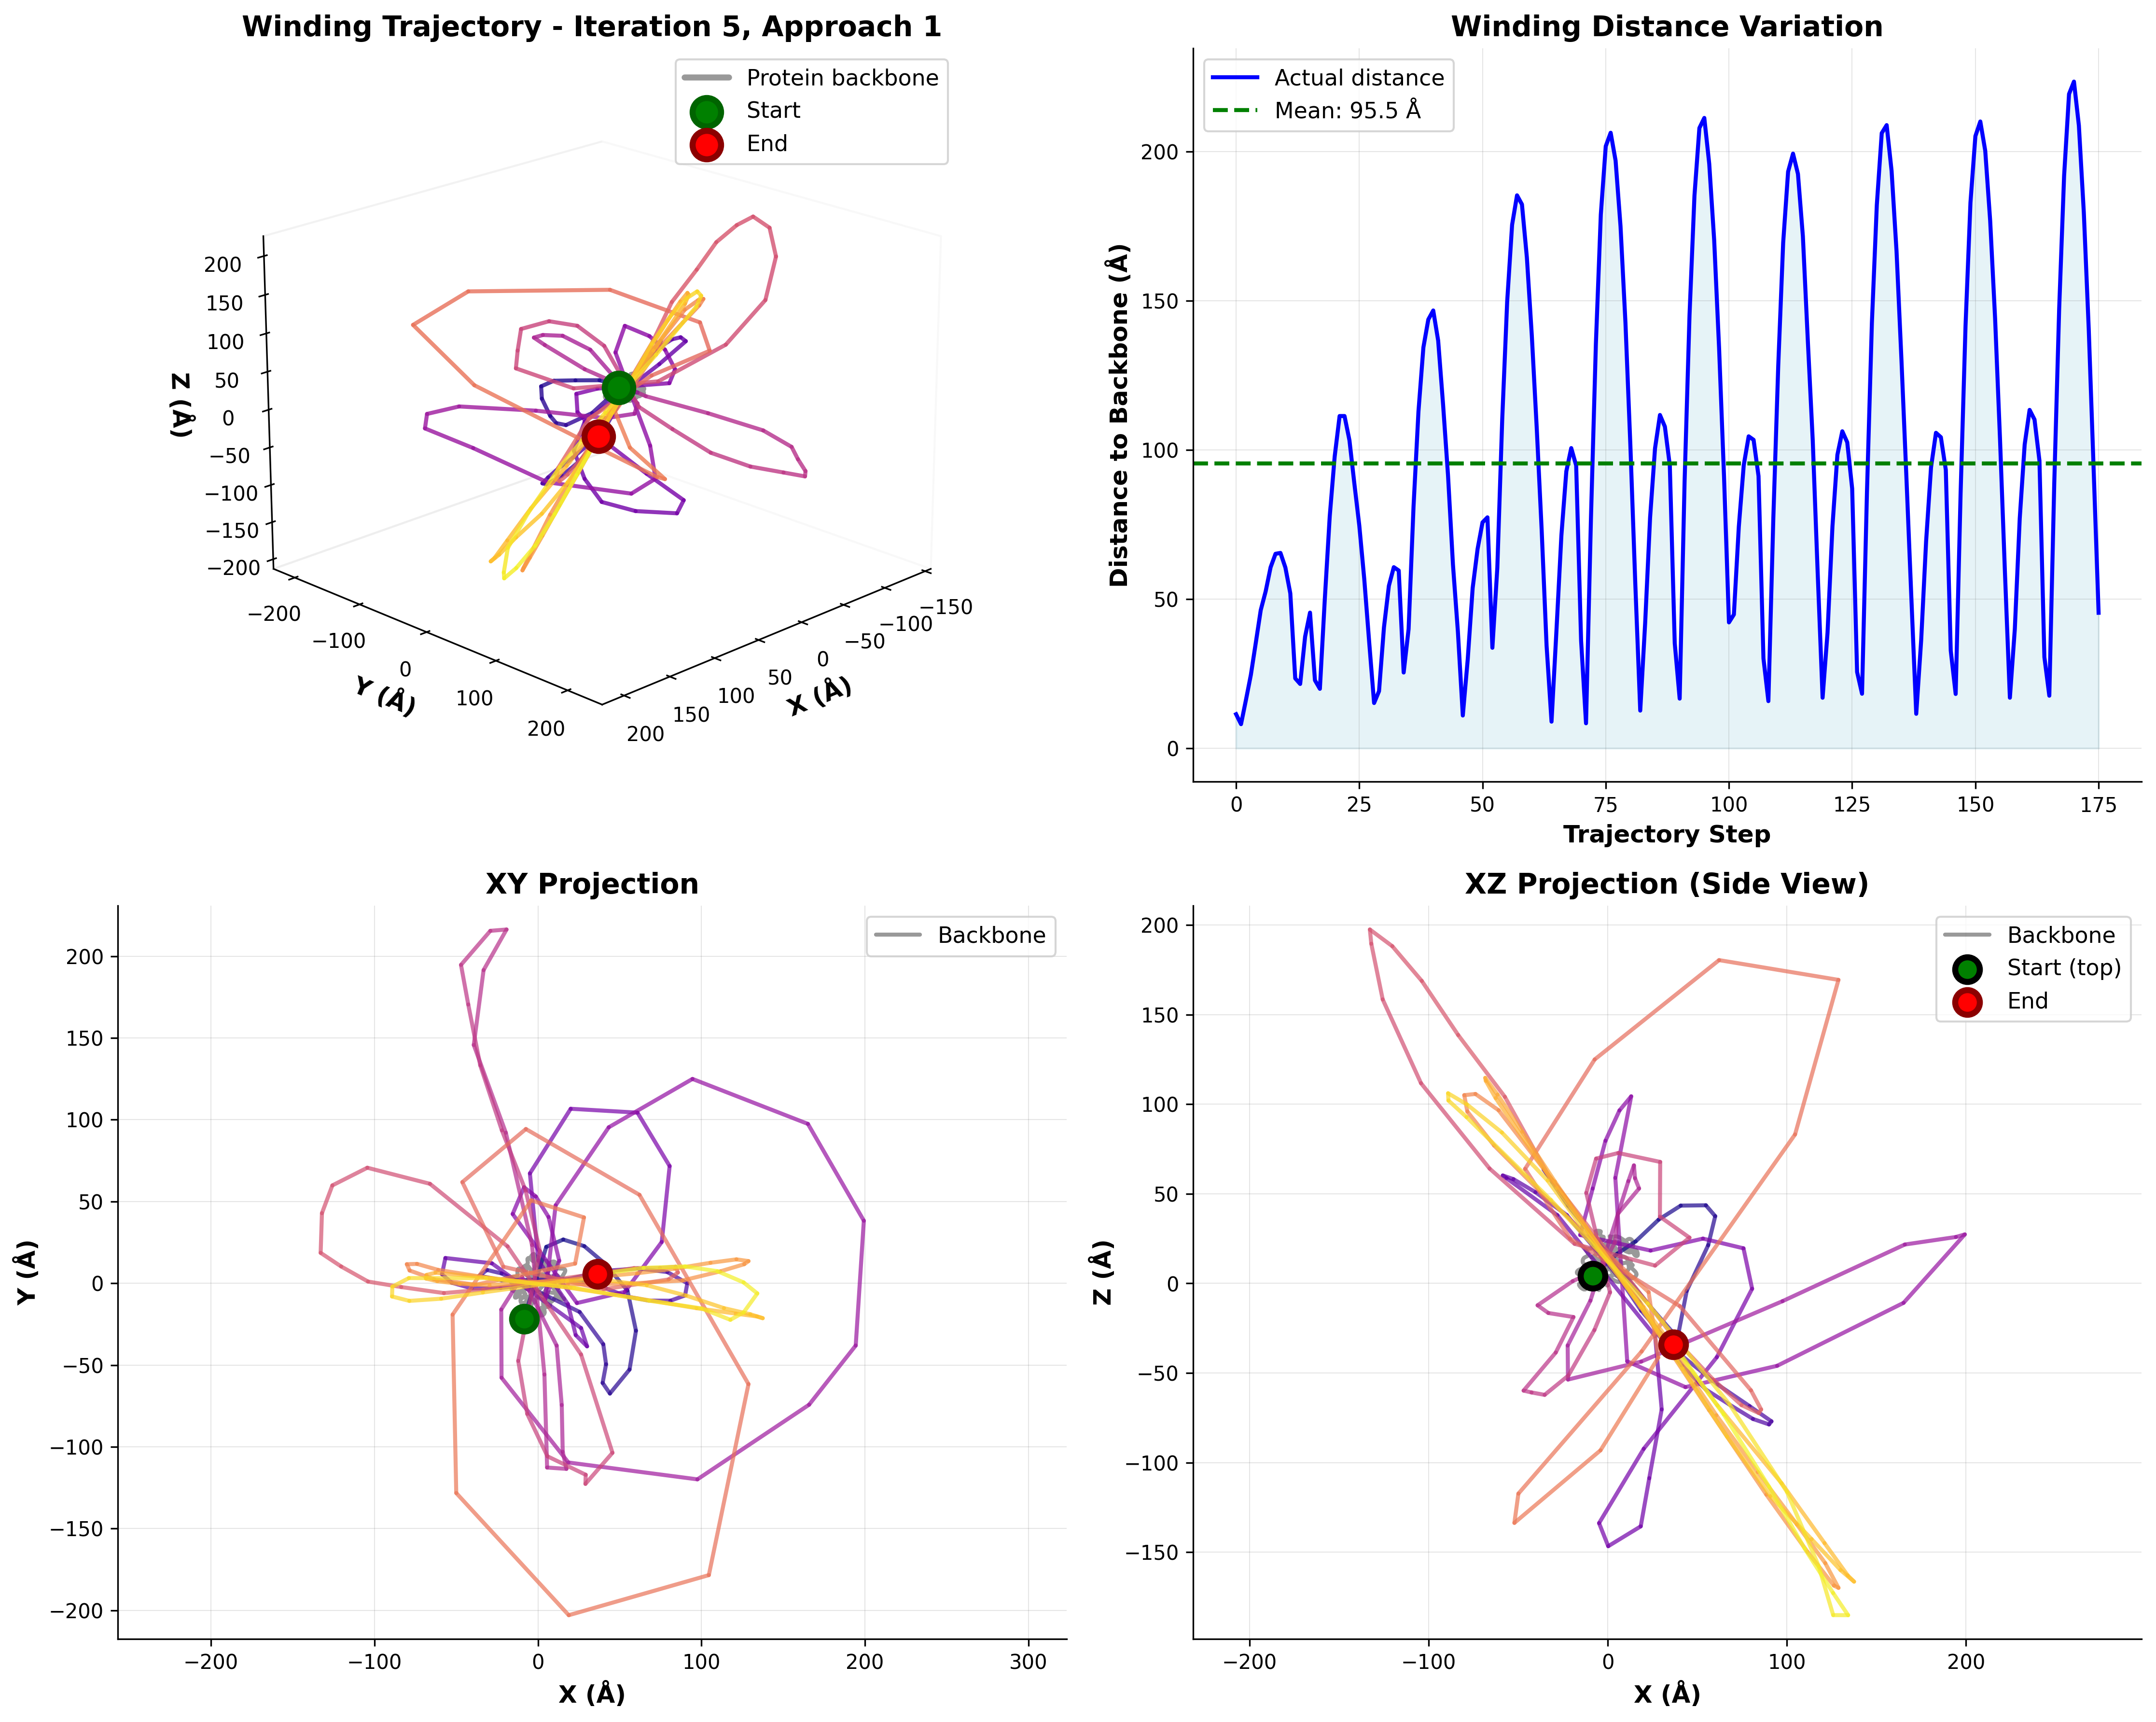 Winding Trajectory - Iteration 5, Approach 1
Protein backbone
Start
End
200
150
100
50
0
−50
−100
−150
−200
Z (Å)
−200
−100
0
100
200
Y (Å)
200
150
100
50
0
−50
−100
−150
X (Å)
Winding Distance Variation
Actual distance
Mean: 95.5 Å
200
150
100
50
0
Distance to Backbone (Å)
0 25 50 75 100 125 150 175
Trajectory Step
XY Projection
Backbone
200
150
100
50
0
−50
−100
−150
−200
Y (Å)
−200 −100 0 100 200 300
X (Å)
XZ Projection (Side View)
Backbone
Start (top)
End
200
150
100
50
0
−50
−100
−150
Z (Å)
−200 −100 0 100 200
X (Å)